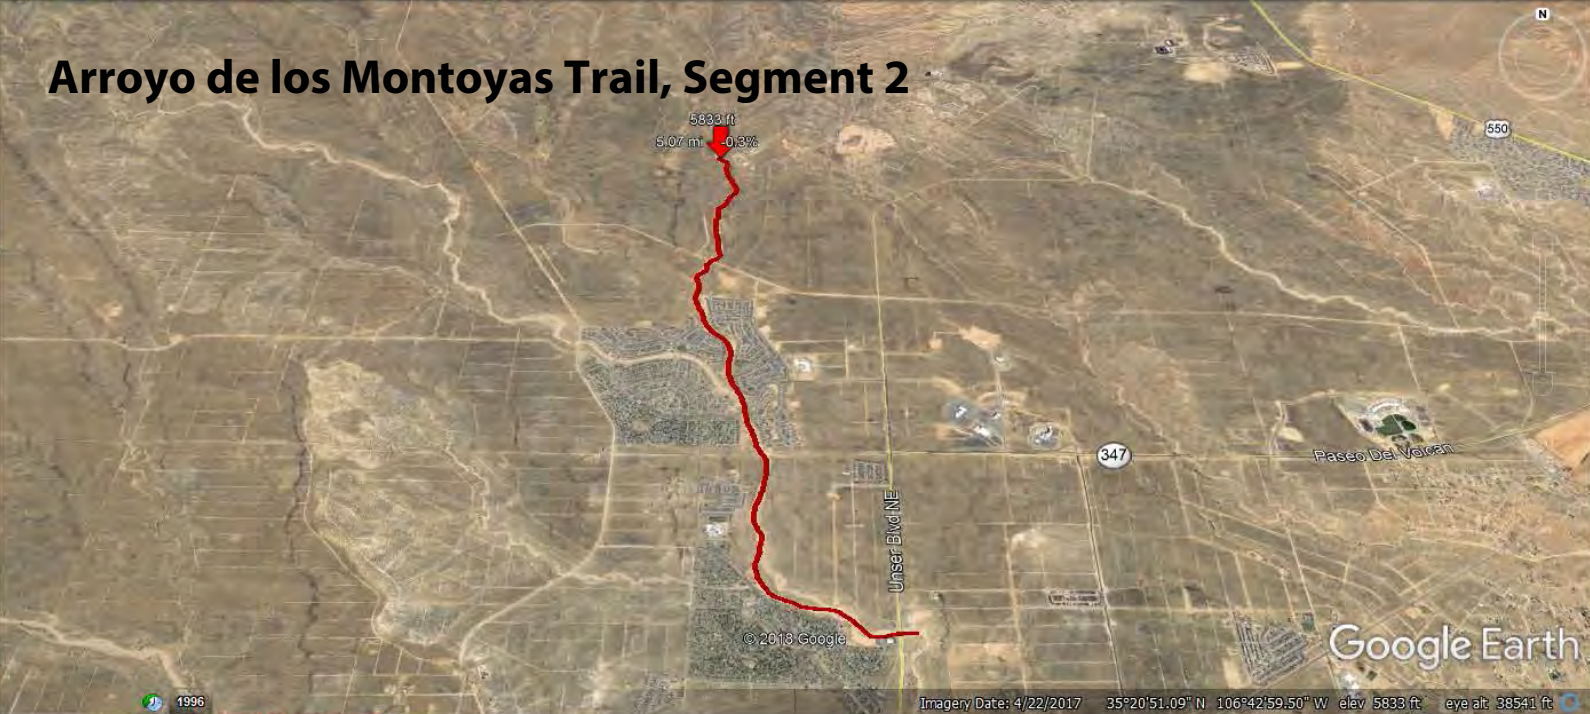 N
Arroyo de los Montoyas Trail, Segment 2
5833 ft
5.07 mi -0.3%
550
347
Paseo Del Volcan
Unser Blvd NE
© 2018 Google
Google Earth
1996
Imagery Date: 4/22/2017 35°20'51.09" N 106°42'59.50" W elev 5833 ft eye alt 38541 ft